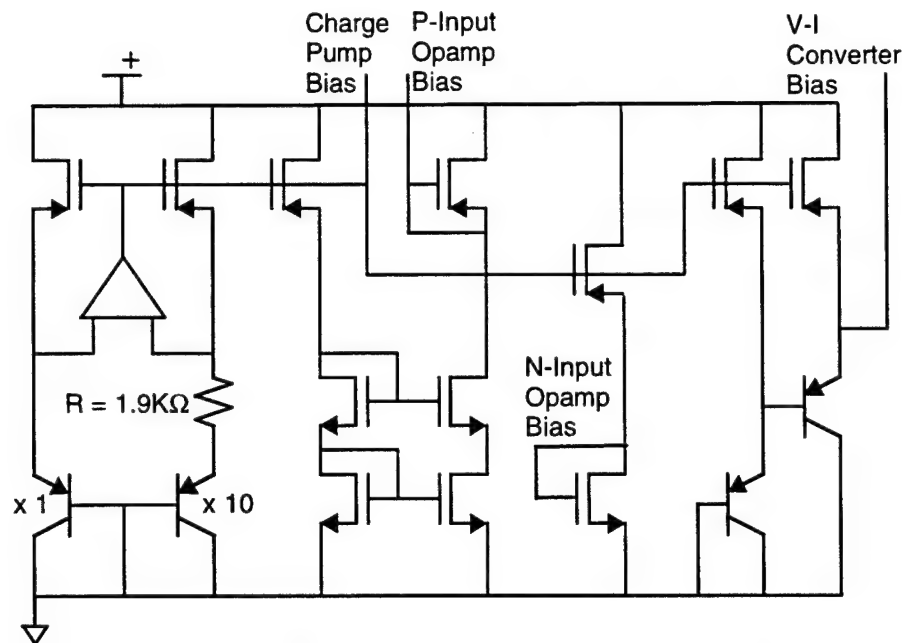 Charge
Pump
Bias
P-Input
Opamp
Bias
V-I
Converter
Bias
+
R = 1.9KΩ
N-Input
Opamp
Bias
x 1
x 10